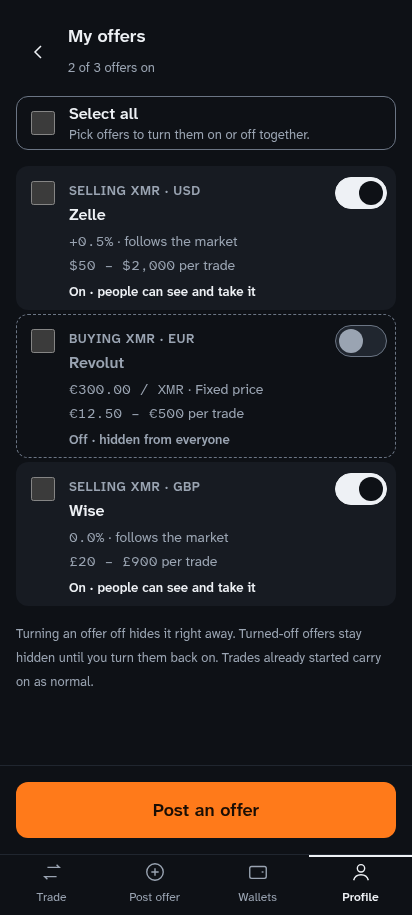 My offers
2 of 3 offers on
Select all
Pick offers to turn them on or off together.
SELLING XMR · USD
Zelle
+0.5% · follows the market
$50 – $2,000 per trade
On · people can see and take it
BUYING XMR · EUR
Revolut
€300.00 / XMR · Fixed price
€12.50 – €500 per trade
Off · hidden from everyone
SELLING XMR · GBP
Wise
0.0% · follows the market
£20 – £900 per trade
On · people can see and take it
Turning an offer off hides it right away. Turned-off offers stay
hidden until you turn them back on. Trades already started carry
on as normal.
Post an offer
Trade
Post offer
Wallets
Profile